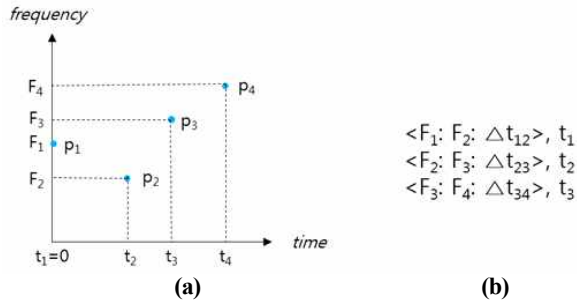 frequency
F₄
p₄
F₃
p₃
F₁
p₁
F₂
p₂
t₁=0
t₂
t₃
t₄
time
(a)
<F₁: F₂: △t₁₂>, t₁
<F₂: F₃: △t₂₃>, t₂
<F₃: F₄: △t₃₄>, t₃
(b)